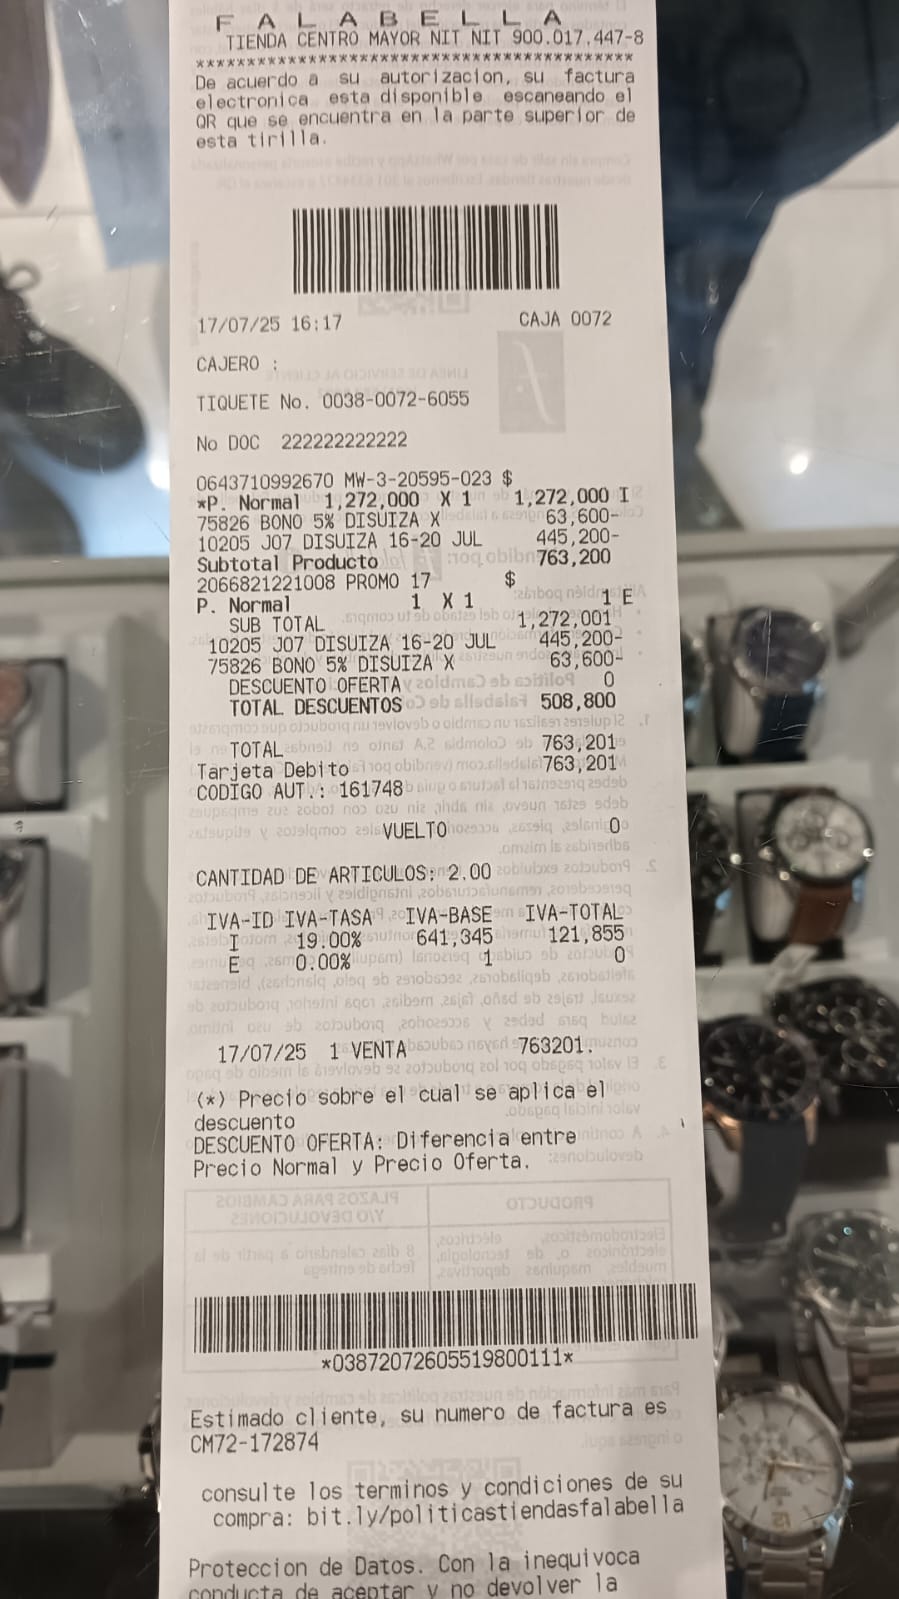 F A L A B E L L A
TIENDA CENTRO MAYOR NIT NIT 900.017.447-8
******************************************
De acuerdo a su autorizacion, su factura
electronica esta disponible escaneando el
QR que se encuentra en la parte superior de
esta tirilla.
17/07/25 16:17 CAJA 0072
CAJERO :
TIQUETE No. 0038-0072-6055
No DOC 222222222222
0643710992670 MW-3-20595-023 $
*P. Normal 1,272,000 X 1 1,272,000 I
75826 BONO 5% DISUIZA X 63,600-
10205 J07 DISUIZA 16-20 JUL 445,200-
Subtotal Producto 763,200
2066821221008 PROMO 17 $
P. Normal 1 X 1 1 E
SUB TOTAL 1,272,001
10205 J07 DISUIZA 16-20 JUL 445,200-
75826 BONO 5% DISUIZA X 63,600-
DESCUENTO OFERTA 0
TOTAL DESCUENTOS 508,800
TOTAL 763,201
Tarjeta Debito 763,201
CODIGO AUT.: 161748
VUELTO 0
CANTIDAD DE ARTICULOS: 2.00
IVA-ID IVA-TASA IVA-BASE IVA-TOTAL
I 19.00% 641,345 121,855
E 0.00% 1 0
17/07/25 1 VENTA 763201.
(*) Precio sobre el cual se aplica el
descuento
DESCUENTO OFERTA: Diferencia entre
Precio Normal y Precio Oferta.
*03872072605519800111*
Estimado cliente, su numero de factura es
CM72-172874
consulte los terminos y condiciones de su
compra: bit.ly/politicastiendasfalabella
Proteccion de Datos. Con la inequivoca
conducta de aceptar y no devolver la